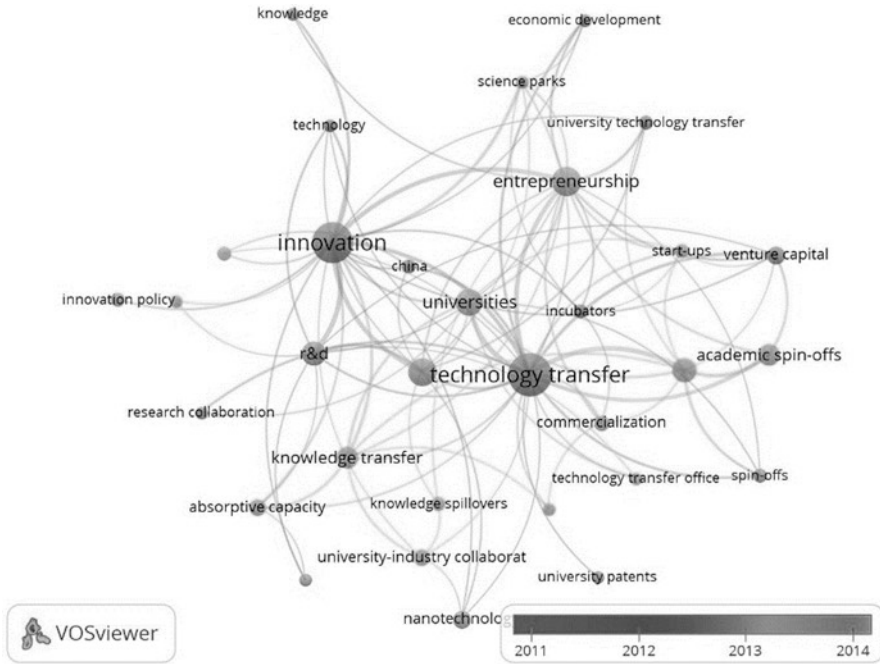 knowledge
economic development
science parks
technology
university technology transfer
entrepreneurship
innovation
china
start-ups
venture capital
innovation policy
universities
incubators
r&d
technology transfer
academic spin-offs
research collaboration
commercialization
knowledge transfer
technology transfer office
spin-offs
absorptive capacity
knowledge spillovers
university-industry collaborat
university patents
nanotechnolo
VOSviewer
2011 2012 2013 2014